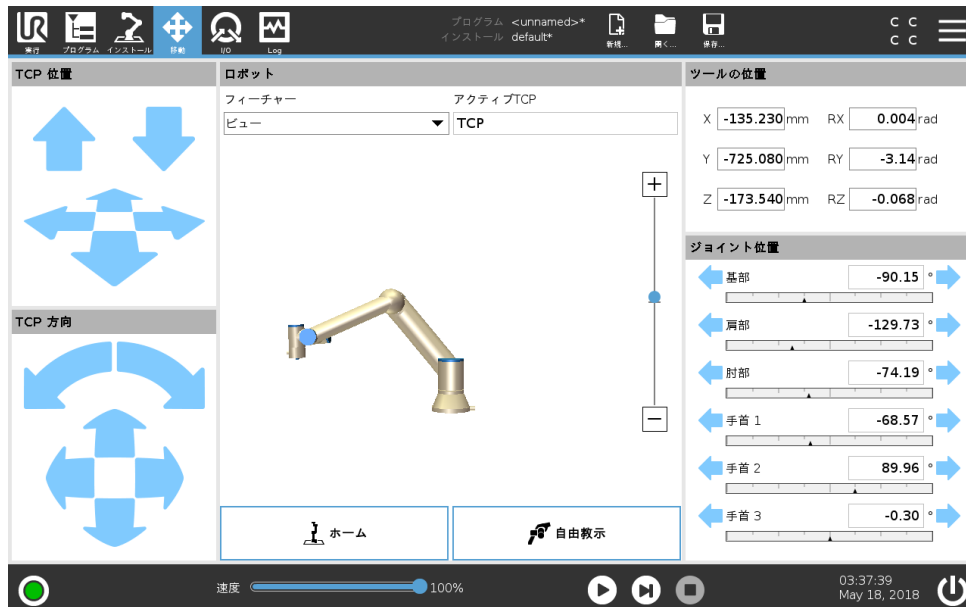 プログラム <unnamed>*
インストール default*
UR
実行 プログラム インストール 移動 I/O Log
新規... 開く... 保存...
C C
C C
TCP 位置
ロボット
ツールの位置
フィーチャー アクティブTCP
ビュー TCP
X -135.230 mm RX 0.004 rad
Y -725.080 mm RY -3.14 rad
Z -173.540 mm RZ -0.068 rad
+
−
ジョイント位置
基部 -90.15 °
肩部 -129.73 °
肘部 -74.19 °
手首 1 -68.57 °
手首 2 89.96 °
手首 3 -0.30 °
TCP 方向
ホーム
自由教示
速度 100%
03:37:39
May 18, 2018